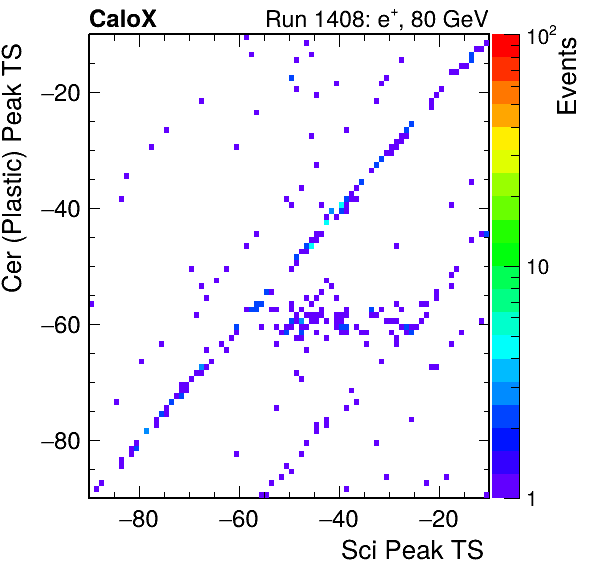 CaloX Run 1408: e⁺, 80 GeV
Cer (Plastic) Peak TS
−20
−40
−60
−80
−80 −60 −40 −20
Sci Peak TS
10²
10
1
Events